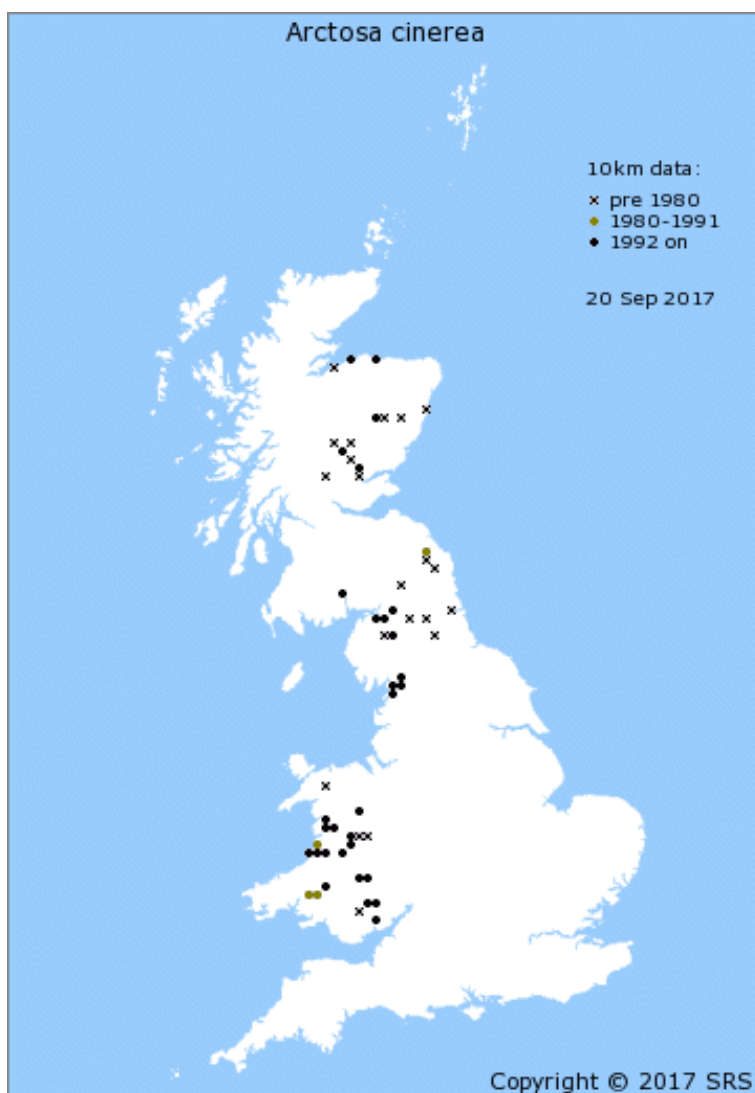 Arctosa cinerea
10km data:
pre 1980
1980-1991
1992 on
20 Sep 2017
Copyright © 2017 SRS